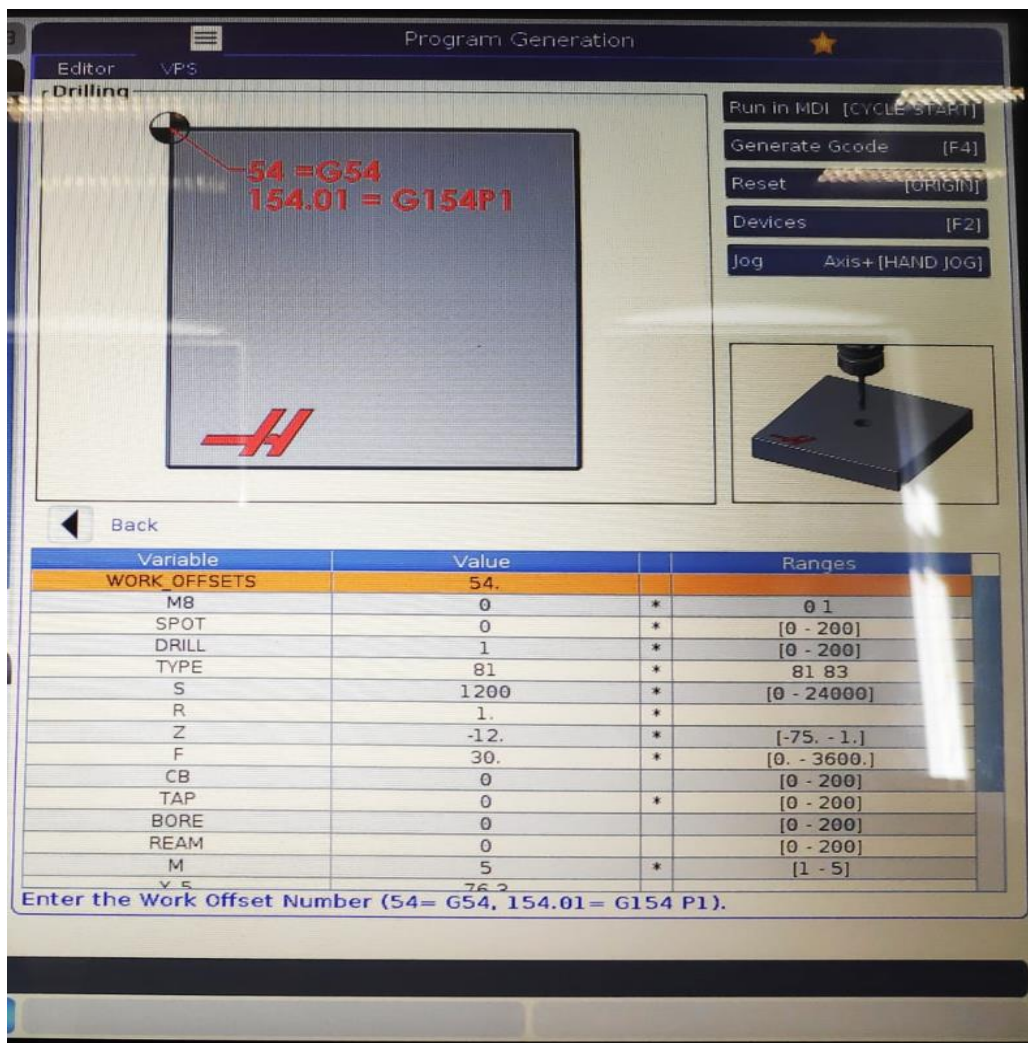 Program Generation
Editor VPS
Drilling
54 =G54
154.01 = G154P1
Run in MDI [CYCLE START]
Generate Gcode [F4]
Reset [ORIGIN]
Devices [F2]
Jog Axis+[HAND JOG]
H
Back
Variable Value Ranges
WORK_OFFSETS 54.
M8 0 * 0 1
SPOT 0 * [0 - 200]
DRILL 1 * [0 - 200]
TYPE 81 * 81 83
S 1200 * [0 - 24000]
R 1. *
Z -12. * [-75. - 1.]
F 30. * [0. - 3600.]
CB 0 [0 - 200]
TAP 0 * [0 - 200]
BORE 0 [0 - 200]
REAM 0 [0 - 200]
M 5 * [1 - 5]
76.2
Enter the Work Offset Number (54= G54, 154.01= G154 P1).